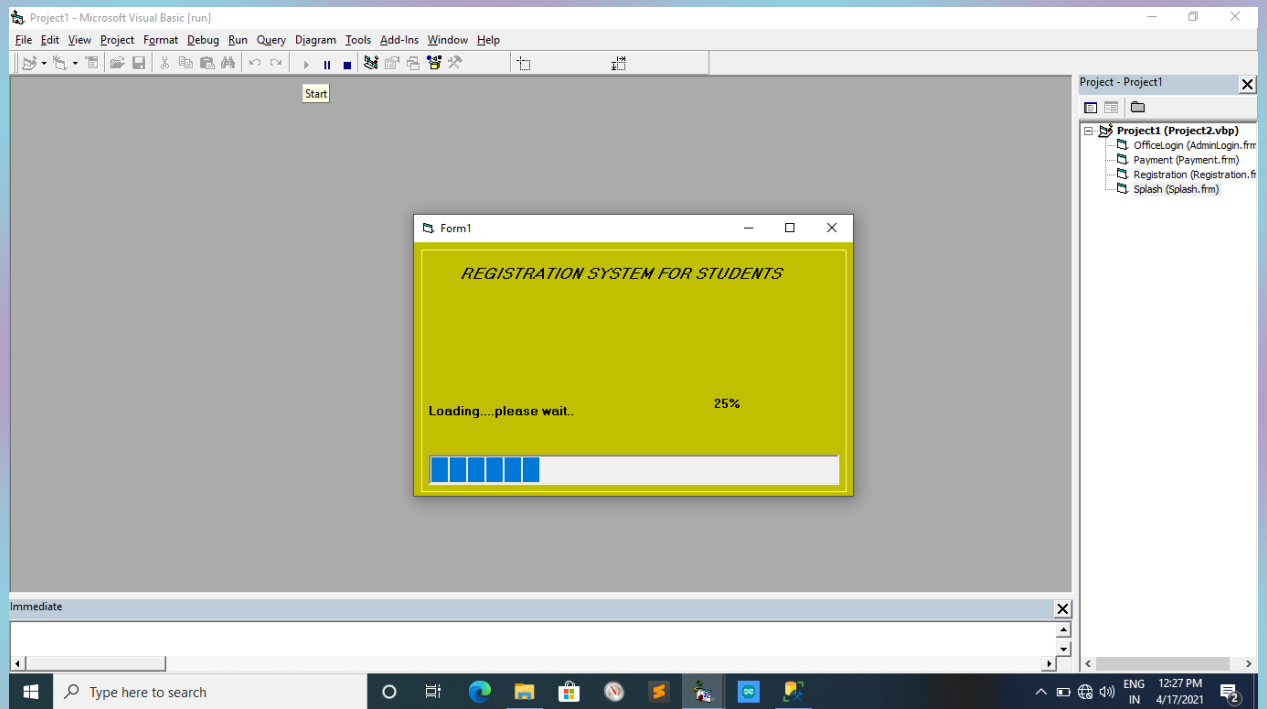 Project1 - Microsoft Visual Basic [run]
File Edit View Project Format Debug Run Query Diagram Tools Add-Ins Window Help
Start
Project - Project1
Project1 (Project2.vbp)
OfficeLogin (AdminLogin.frm
Payment (Payment.frm)
Registration (Registration.fr
Splash (Splash.frm)
Form1
REGISTRATION SYSTEM FOR STUDENTS
Loading....please wait..
25%
Immediate
Type here to search
ENG
IN
12:27 PM
4/17/2021
2